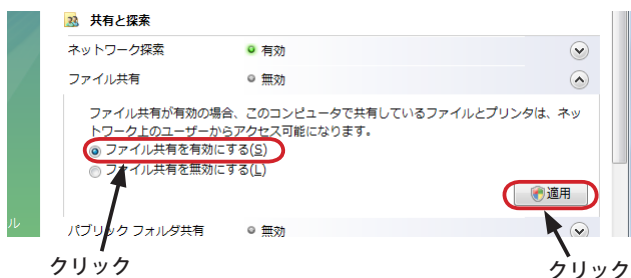 共有と探索
ネットワーク探索 有効
ファイル共有 無効
ファイル共有が有効の場合、このコンピュータで共有しているファイルとプリンタは、ネッ
トワーク上のユーザーからアクセス可能になります。
ファイル共有を有効にする(S)
ファイル共有を無効にする(L)
適用
ル
パブリック フォルダ共有 無効
クリック
クリック